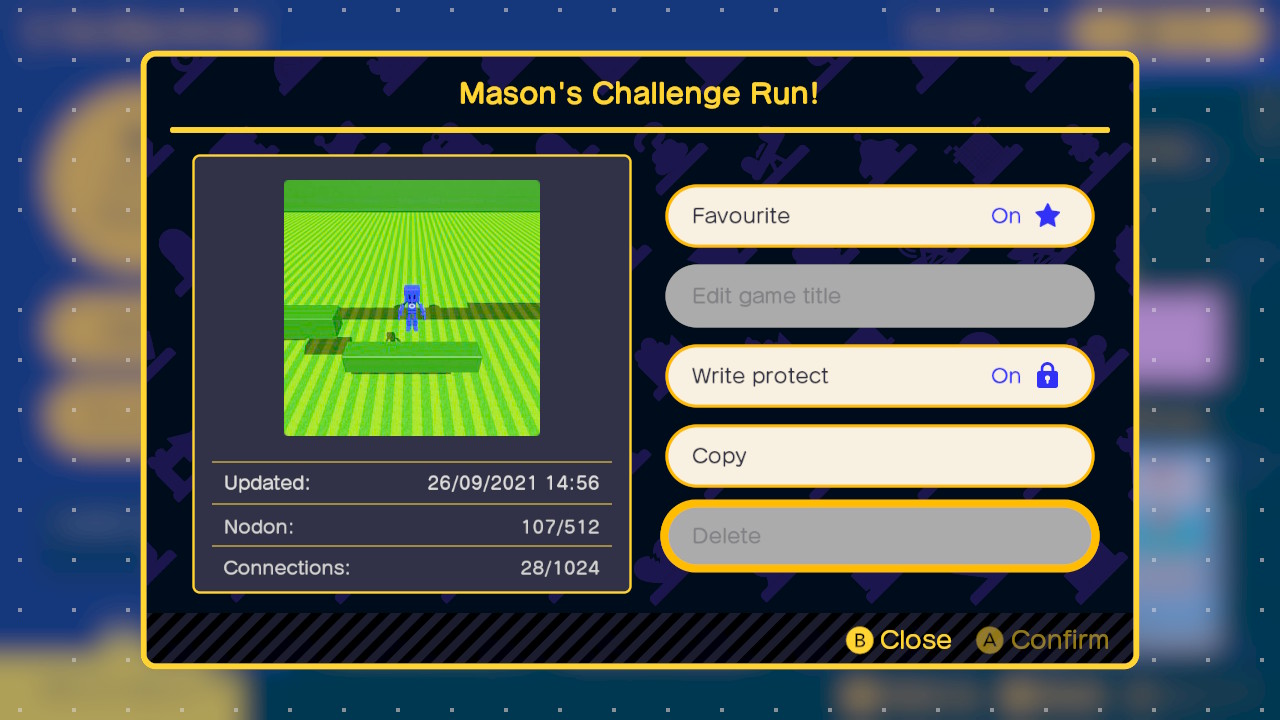 Mason's Challenge Run!
Favourite On
Edit game title
Write protect On
Copy
Delete
Updated: 26/09/2021 14:56
Nodon: 107/512
Connections: 28/1024
B Close A Confirm